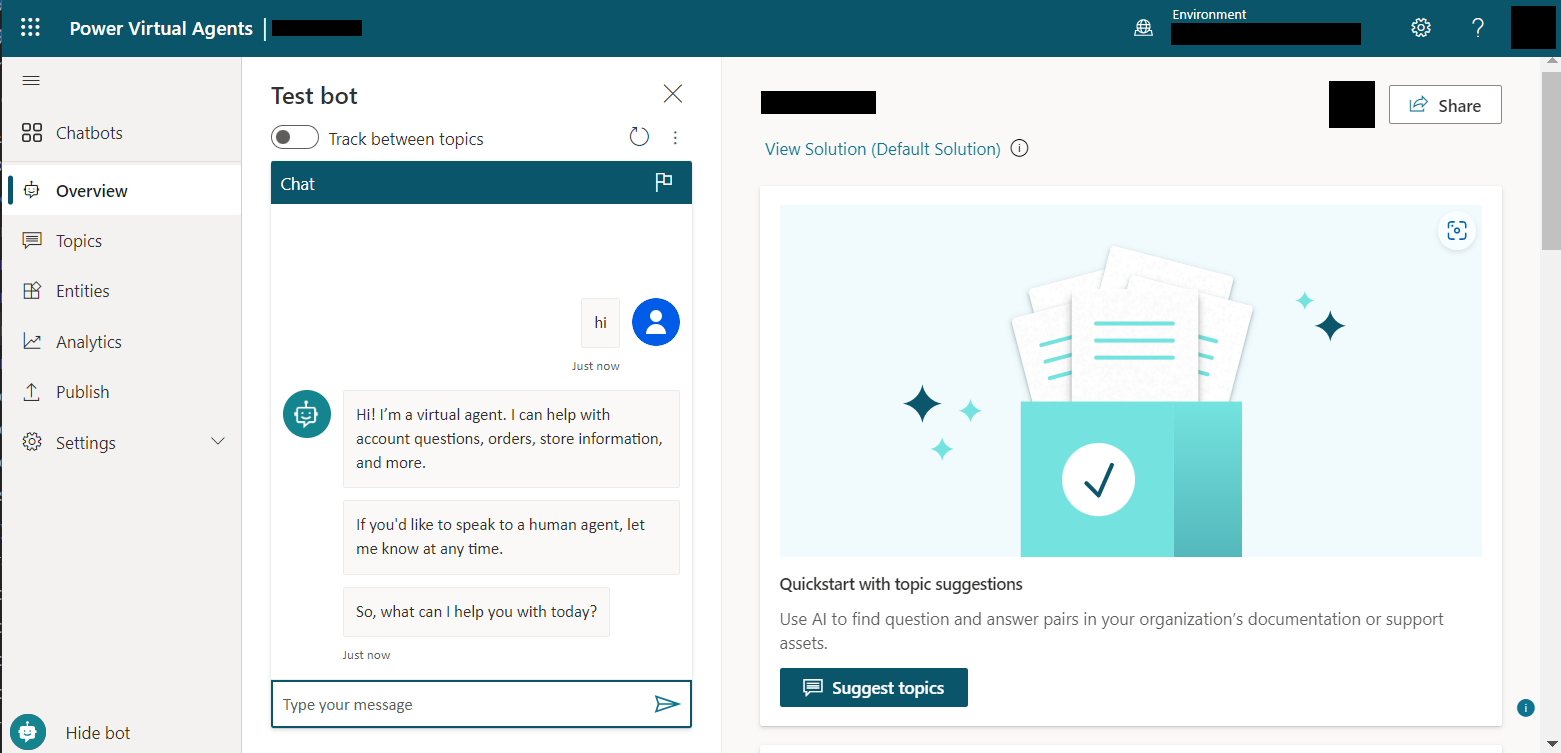 Power Virtual Agents
Environment
Chatbots
Overview
Topics
Entities
Analytics
Publish
Settings
Hide bot
Test bot
Track between topics
Chat
hi
Just now
Hi! I’m a virtual agent. I can help with
account questions, orders, store information,
and more.
If you'd like to speak to a human agent, let
me know at any time.
So, what can I help you with today?
Just now
Type your message
Share
View Solution (Default Solution)
Quickstart with topic suggestions
Use AI to find question and answer pairs in your organization’s documentation or support
assets.
Suggest topics